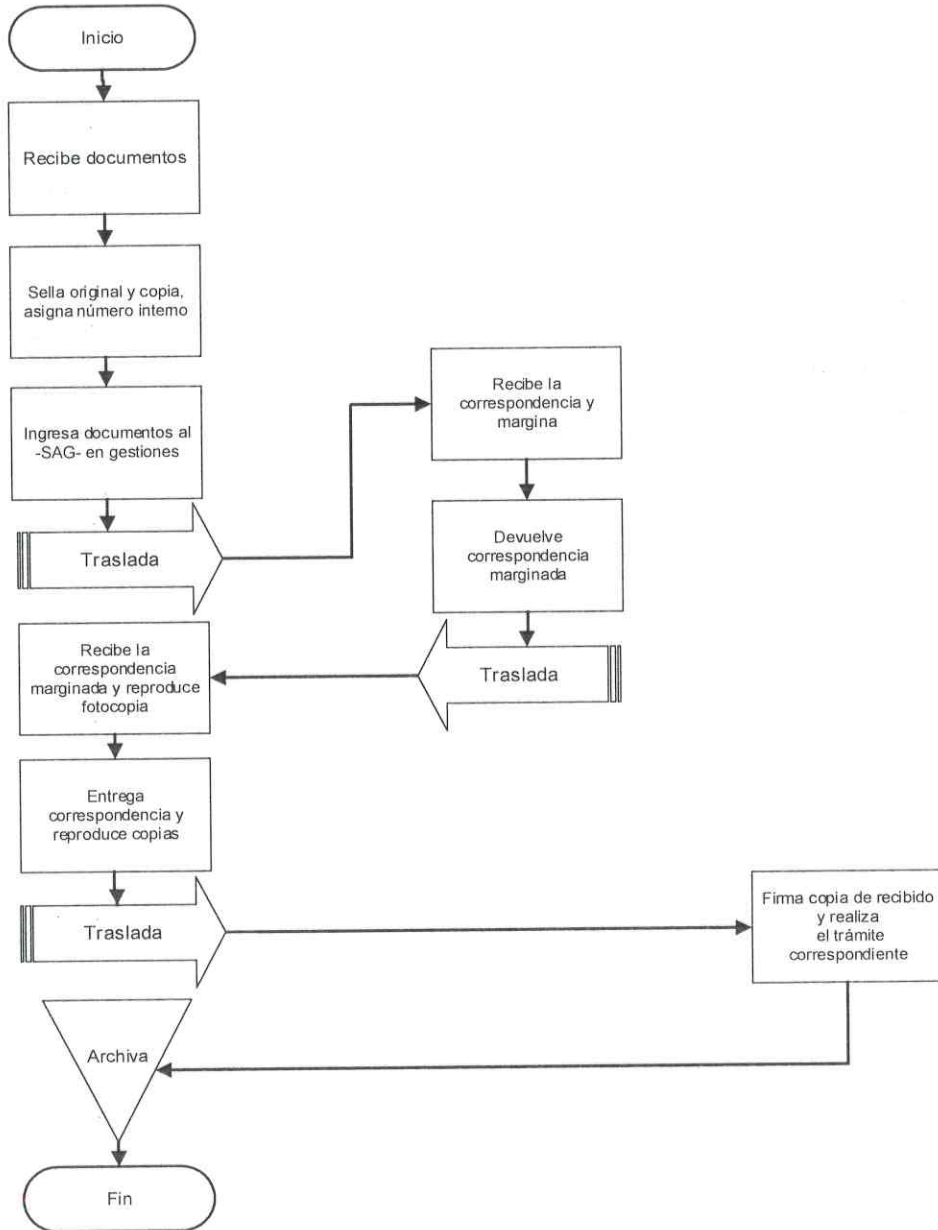 Inicio
Recibe documentos
Sella original y copia,
asigna número interno
Ingresa documentos al
-SAG- en gestiones
Traslada
Recibe la
correspondencia y
margina
Devuelve
correspondencia
marginada
Traslada
Recibe la
correspondencia
marginada y reproduce
fotocopia
Entrega
correspondencia y
reproduce copias
Traslada
Firma copia de recibido
y realiza
el trámite
correspondiente
Archiva
Fin